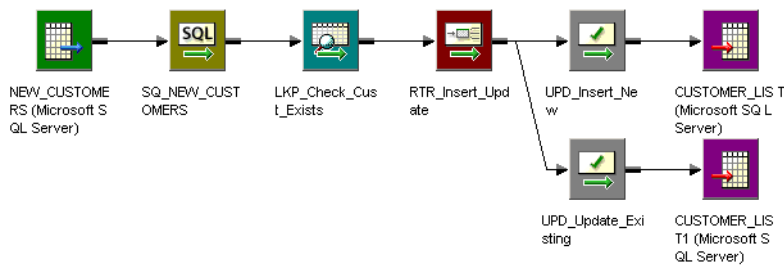 SQL
NEW_CUSTOME
RS (Microsoft S
QL Server)
SQ_NEW_CUST
OMERS
LKP_Check_Cus
t_Exists
RTR_Insert_Upd
ate
UPD_Insert_Ne
w
CUSTOMER_LIS T
(Microsoft SQ L
Server)
UPD_Update_Exi
sting
CUSTOMER_LIS
T1 (Microsoft S
QL Server)